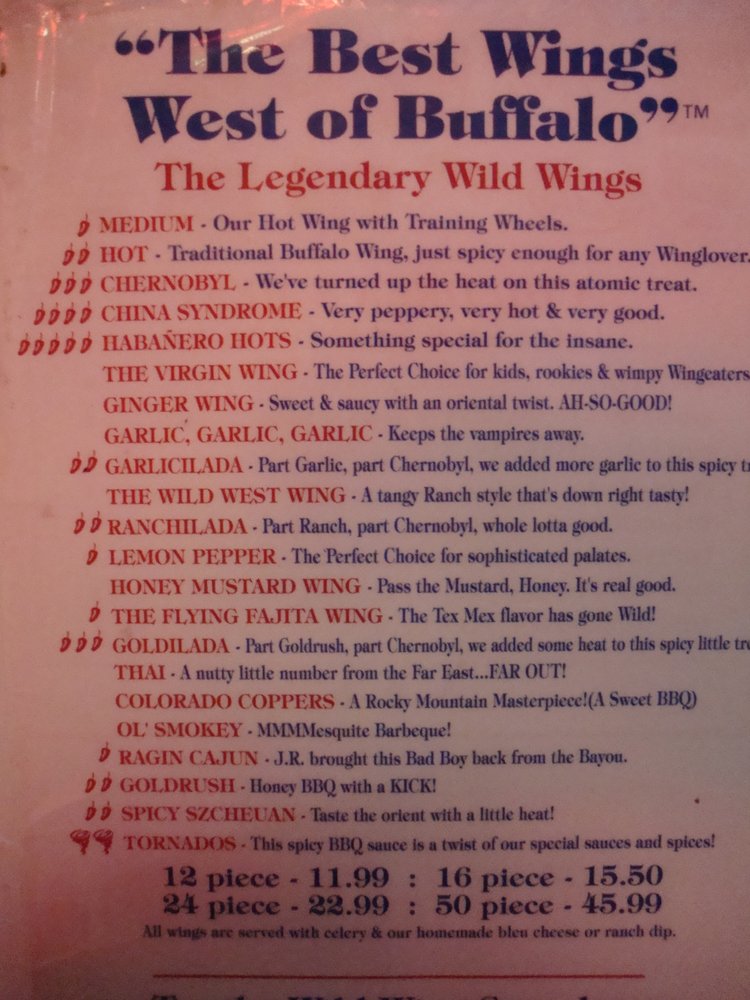 “The Best Wings
West of Buffalo”™
The Legendary Wild Wings
MEDIUM - Our Hot Wing with Training Wheels.
HOT - Traditional Buffalo Wing, just spicy enough for any Winglover.
CHERNOBYL - We've turned up the heat on this atomic treat.
CHINA SYNDROME - Very peppery, very hot & very good.
HABAÑERO HOTS - Something special for the insane.
THE VIRGIN WING - The Perfect Choice for kids, rookies & wimpy Wingeaters
GINGER WING - Sweet & saucy with an oriental twist. AH-SO-GOOD!
GARLIC, GARLIC, GARLIC - Keeps the vampires away.
GARLICILADA - Part Garlic, part Chernobyl, we added more garlic to this spicy
THE WILD WEST WING - A tangy Ranch style that's down right tasty!
RANCHILADA - Part Ranch, part Chernobyl, whole lotta good.
LEMON PEPPER - The Perfect Choice for sophisticated palates.
HONEY MUSTARD WING - Pass the Mustard, Honey. It's real good.
THE FLYING FAJITA WING - The Tex Mex flavor has gone Wild!
GOLDILADA - Part Goldrush, part Chernobyl, we added some heat to this spicy little
THAI - A nutty little number from the Far East...FAR OUT!
COLORADO COPPERS - A Rocky Mountain Masterpiece!(A Sweet BBQ)
OL' SMOKEY - MMMMesquite Barbeque!
RAGIN CAJUN - J.R. brought this Bad Boy back from the Bayou.
GOLDRUSH - Honey BBQ with a KICK!
SPICY SZCHEUAN - Taste the orient with a little heat!
TORNADOS - This spicy BBQ sauce is a twist of our special sauces and spices!
12 piece - 11.99 : 16 piece - 15.50
24 piece - 22.99 : 50 piece - 45.99
All wings are served with celery & our homemade bleu cheese or ranch dip.